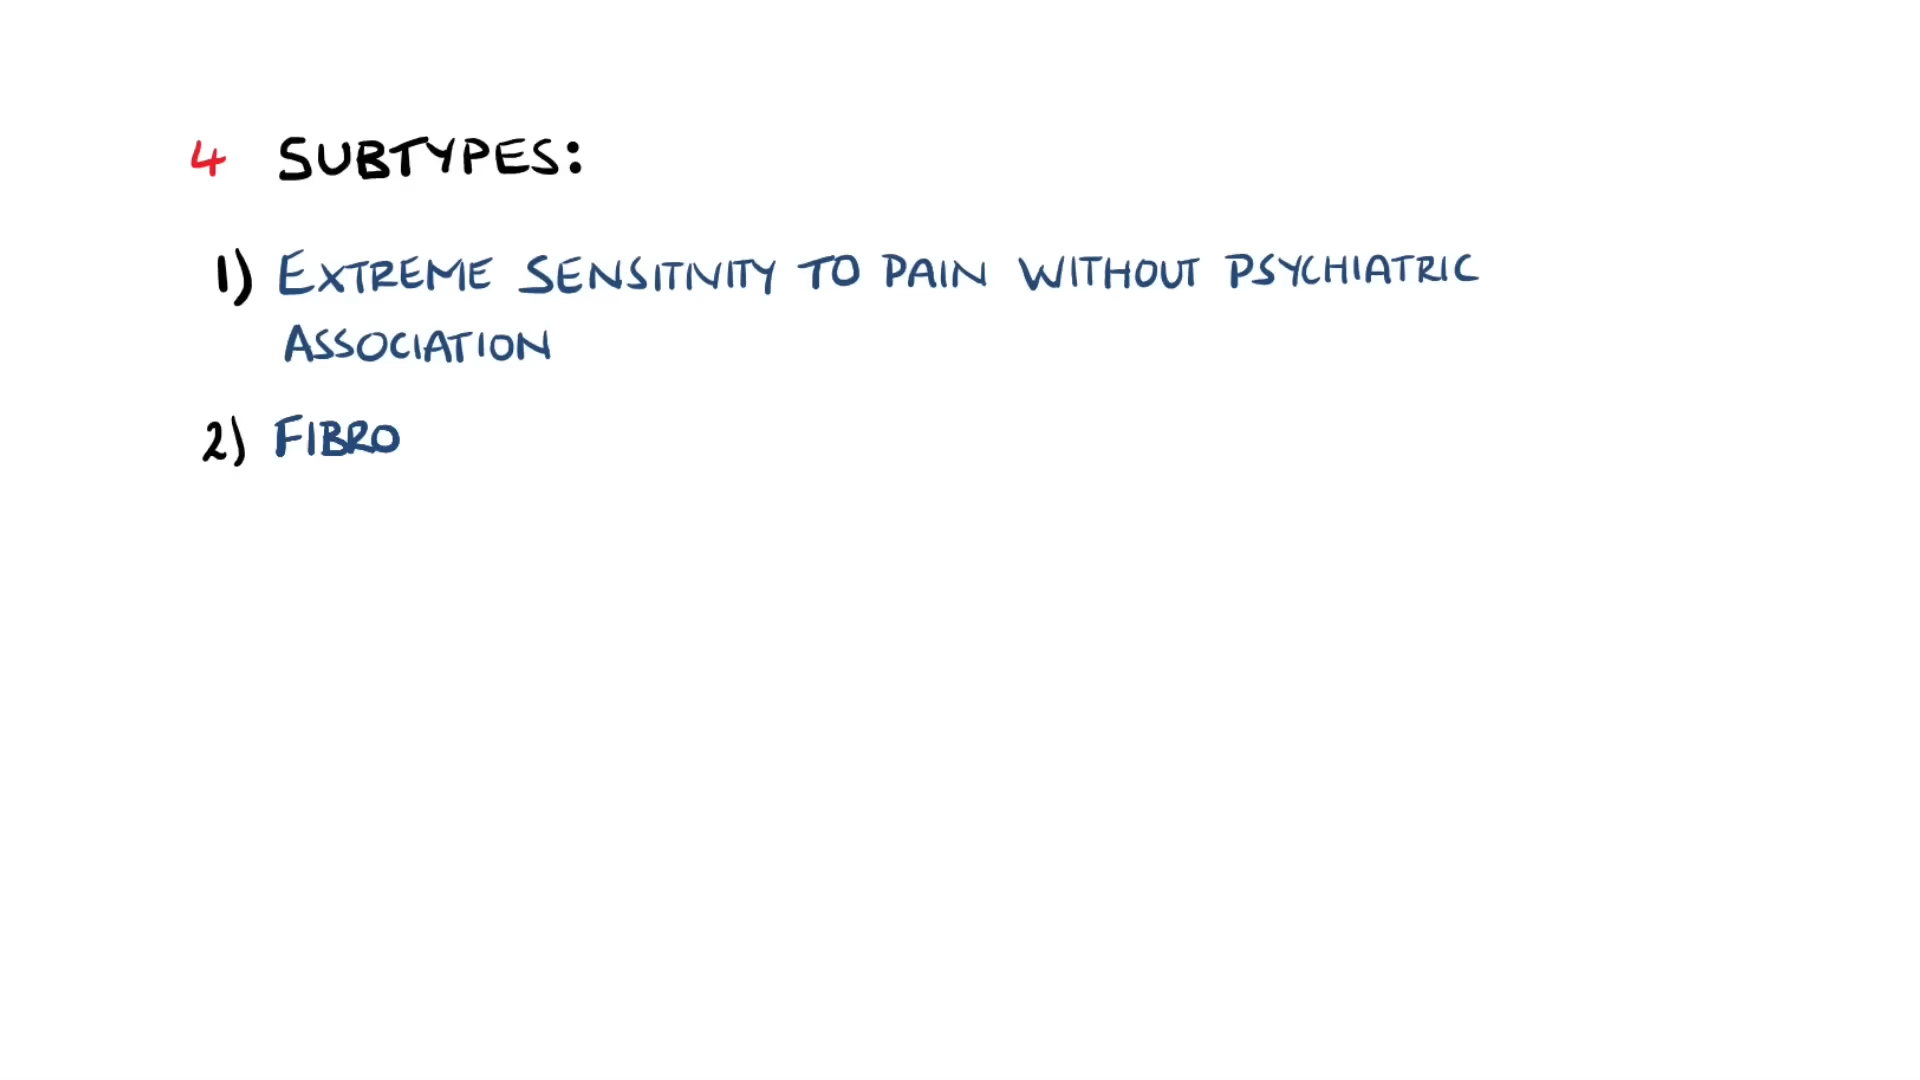 4 SUBTYPES:
1) EXTREME SENSITIVITY TO PAIN WITHOUT PSYCHIATRIC
ASSOCIATION
2) FIBRO